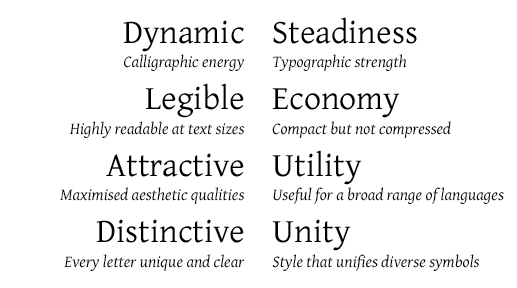 Dynamic
Calligraphic energy
Legible
Highly readable at text sizes
Attractive
Maximised aesthetic qualities
Distinctive
Every letter unique and clear
Steadiness
Typographic strength
Economy
Compact but not compressed
Utility
Useful for a broad range of languages
Unity
Style that unifies diverse symbols